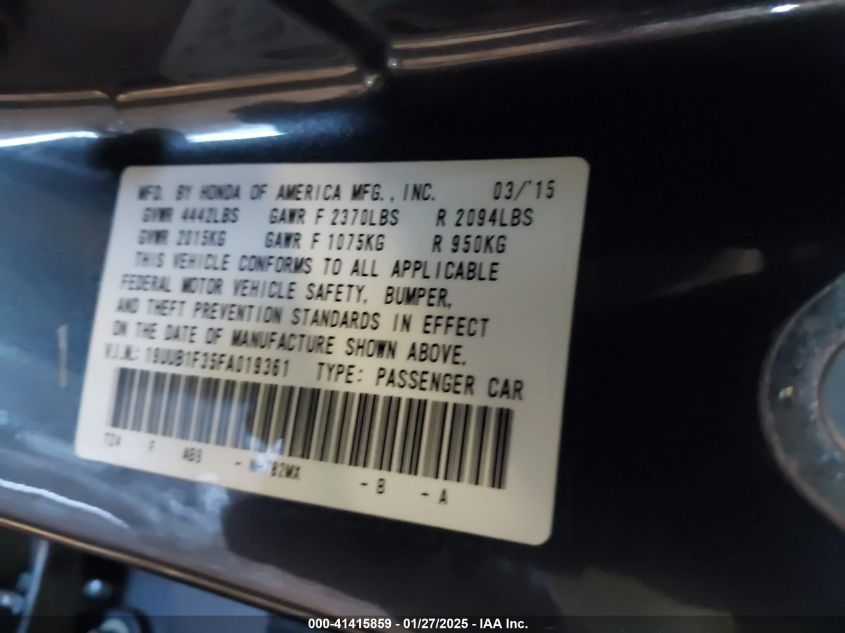 MFD. BY HONDA OF AMERICA MFG., INC. 03/'15
GVWR 4442LBS GAWR F 2370LBS R 2094LBS
GVWR 2015KG GAWR F 1075KG R 950KG
THIS VEHICLE CONFORMS TO ALL APPLICABLE
FEDERAL MOTOR VEHICLE SAFETY, BUMPER,
AND THEFT PREVENTION STANDARDS IN EFFECT
ON THE DATE OF MANUFACTURE SHOWN ABOVE.
V.I.N.: 19UUB1F35FA019361 TYPE: PASSENGER CAR
F - - B - A
000-41415859 - 01/27/2025 - IAA Inc.